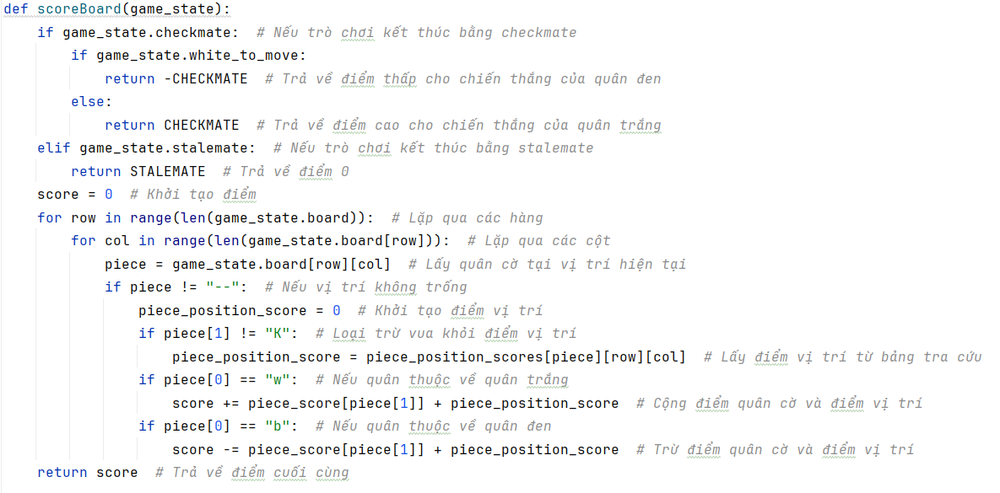 def scoreBoard(game_state):
    if game_state.checkmate:  # Nếu trò chơi kết thúc bằng checkmate
        if game_state.white_to_move:
            return -CHECKMATE  # Trả về điểm thấp cho chiến thắng của quân đen
        else:
            return CHECKMATE  # Trả về điểm cao cho chiến thắng của quân trắng
    elif game_state.stalemate:  # Nếu trò chơi kết thúc bằng stalemate
        return STALEMATE  # Trả về điểm 0
    score = 0  # Khởi tạo điểm
    for row in range(len(game_state.board)):  # Lặp qua các hàng
        for col in range(len(game_state.board[row])):  # Lặp qua các cột
            piece = game_state.board[row][col]  # Lấy quân cờ tại vị trí hiện tại
            if piece != "--":  # Nếu vị trí không trống
                piece_position_score = 0  # Khởi tạo điểm vị trí
                if piece[1] != "K":  # Loại trừ vua khỏi điểm vị trí
                    piece_position_score = piece_position_scores[piece][row][col]  # Lấy điểm vị trí từ bảng tra cứu
                if piece[0] == "w":  # Nếu quân thuộc về quân trắng
                    score += piece_score[piece[1]] + piece_position_score  # Cộng điểm quân cờ và điểm vị trí
                if piece[0] == "b":  # Nếu quân thuộc về quân đen
                    score -= piece_score[piece[1]] + piece_position_score  # Trừ điểm quân cờ và điểm vị trí
    return score  # Trả về điểm cuối cùng